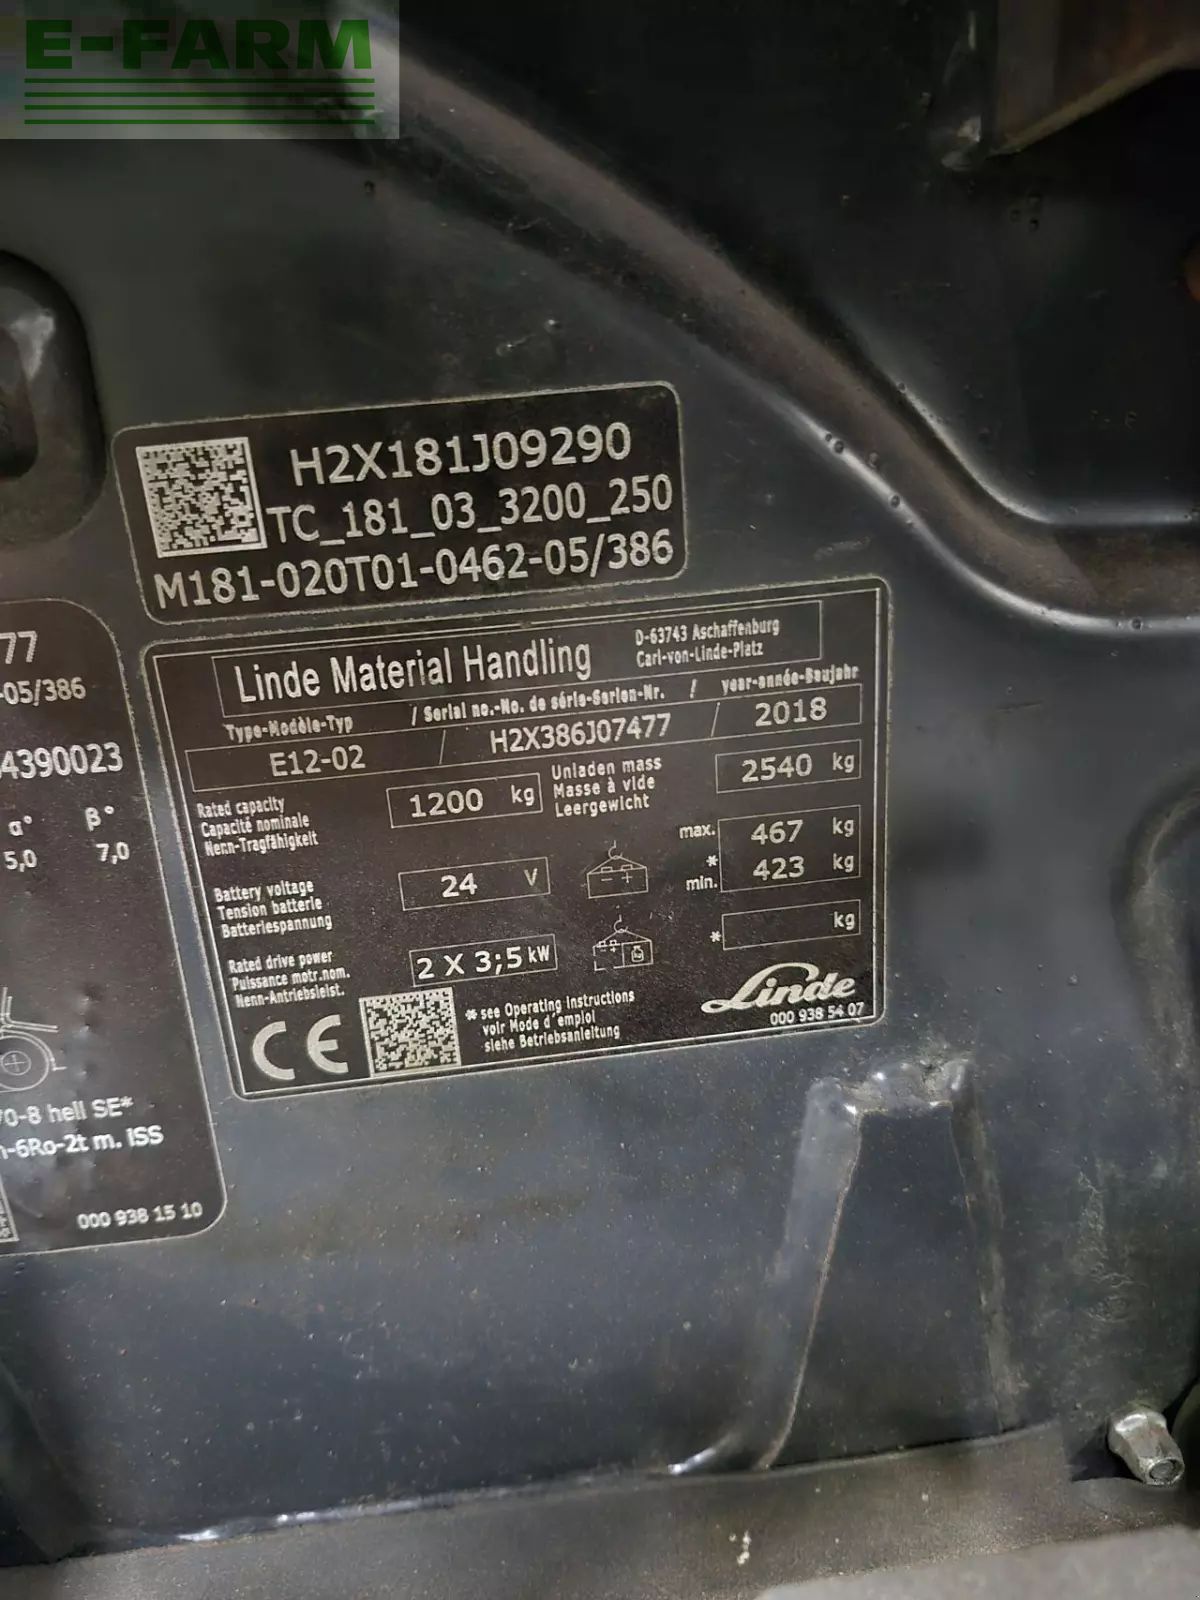 E-FARM
H2X181J09290
TC_181_03_3200_250
M181-020T01-0462-05/386
Linde Material Handling
D-63743 Aschaffenburg
Carl-von-Linde-Platz
Type-Modèle-Typ / Serial no.-No. de série-Serien-Nr. / year-année-Baujahr
E12-02 / H2X386J07477 / 2018
Rated capacity
Capacité nominale
Nenn-Tragfähigkeit
1200 kg
Unladen mass
Masse à vide
Leergewicht
2540 kg
Battery voltage
Tension batterie
Batteriespannung
24 V
max. 467 kg
*
min. 423 kg
Rated drive power
Puissance motr.nom.
Nenn-Antriebsleist.
2 X 3;5 kW
* kg
CE
* see Operating instructions
voir Mode d'emploi
siehe Betriebsanleitung
Linde
000 938 54 07
77
-05/386
4390023
α° β°
5,0 7,0
70-8 hell SE*
-6Ro-2t m. ISS
000 938 15 10